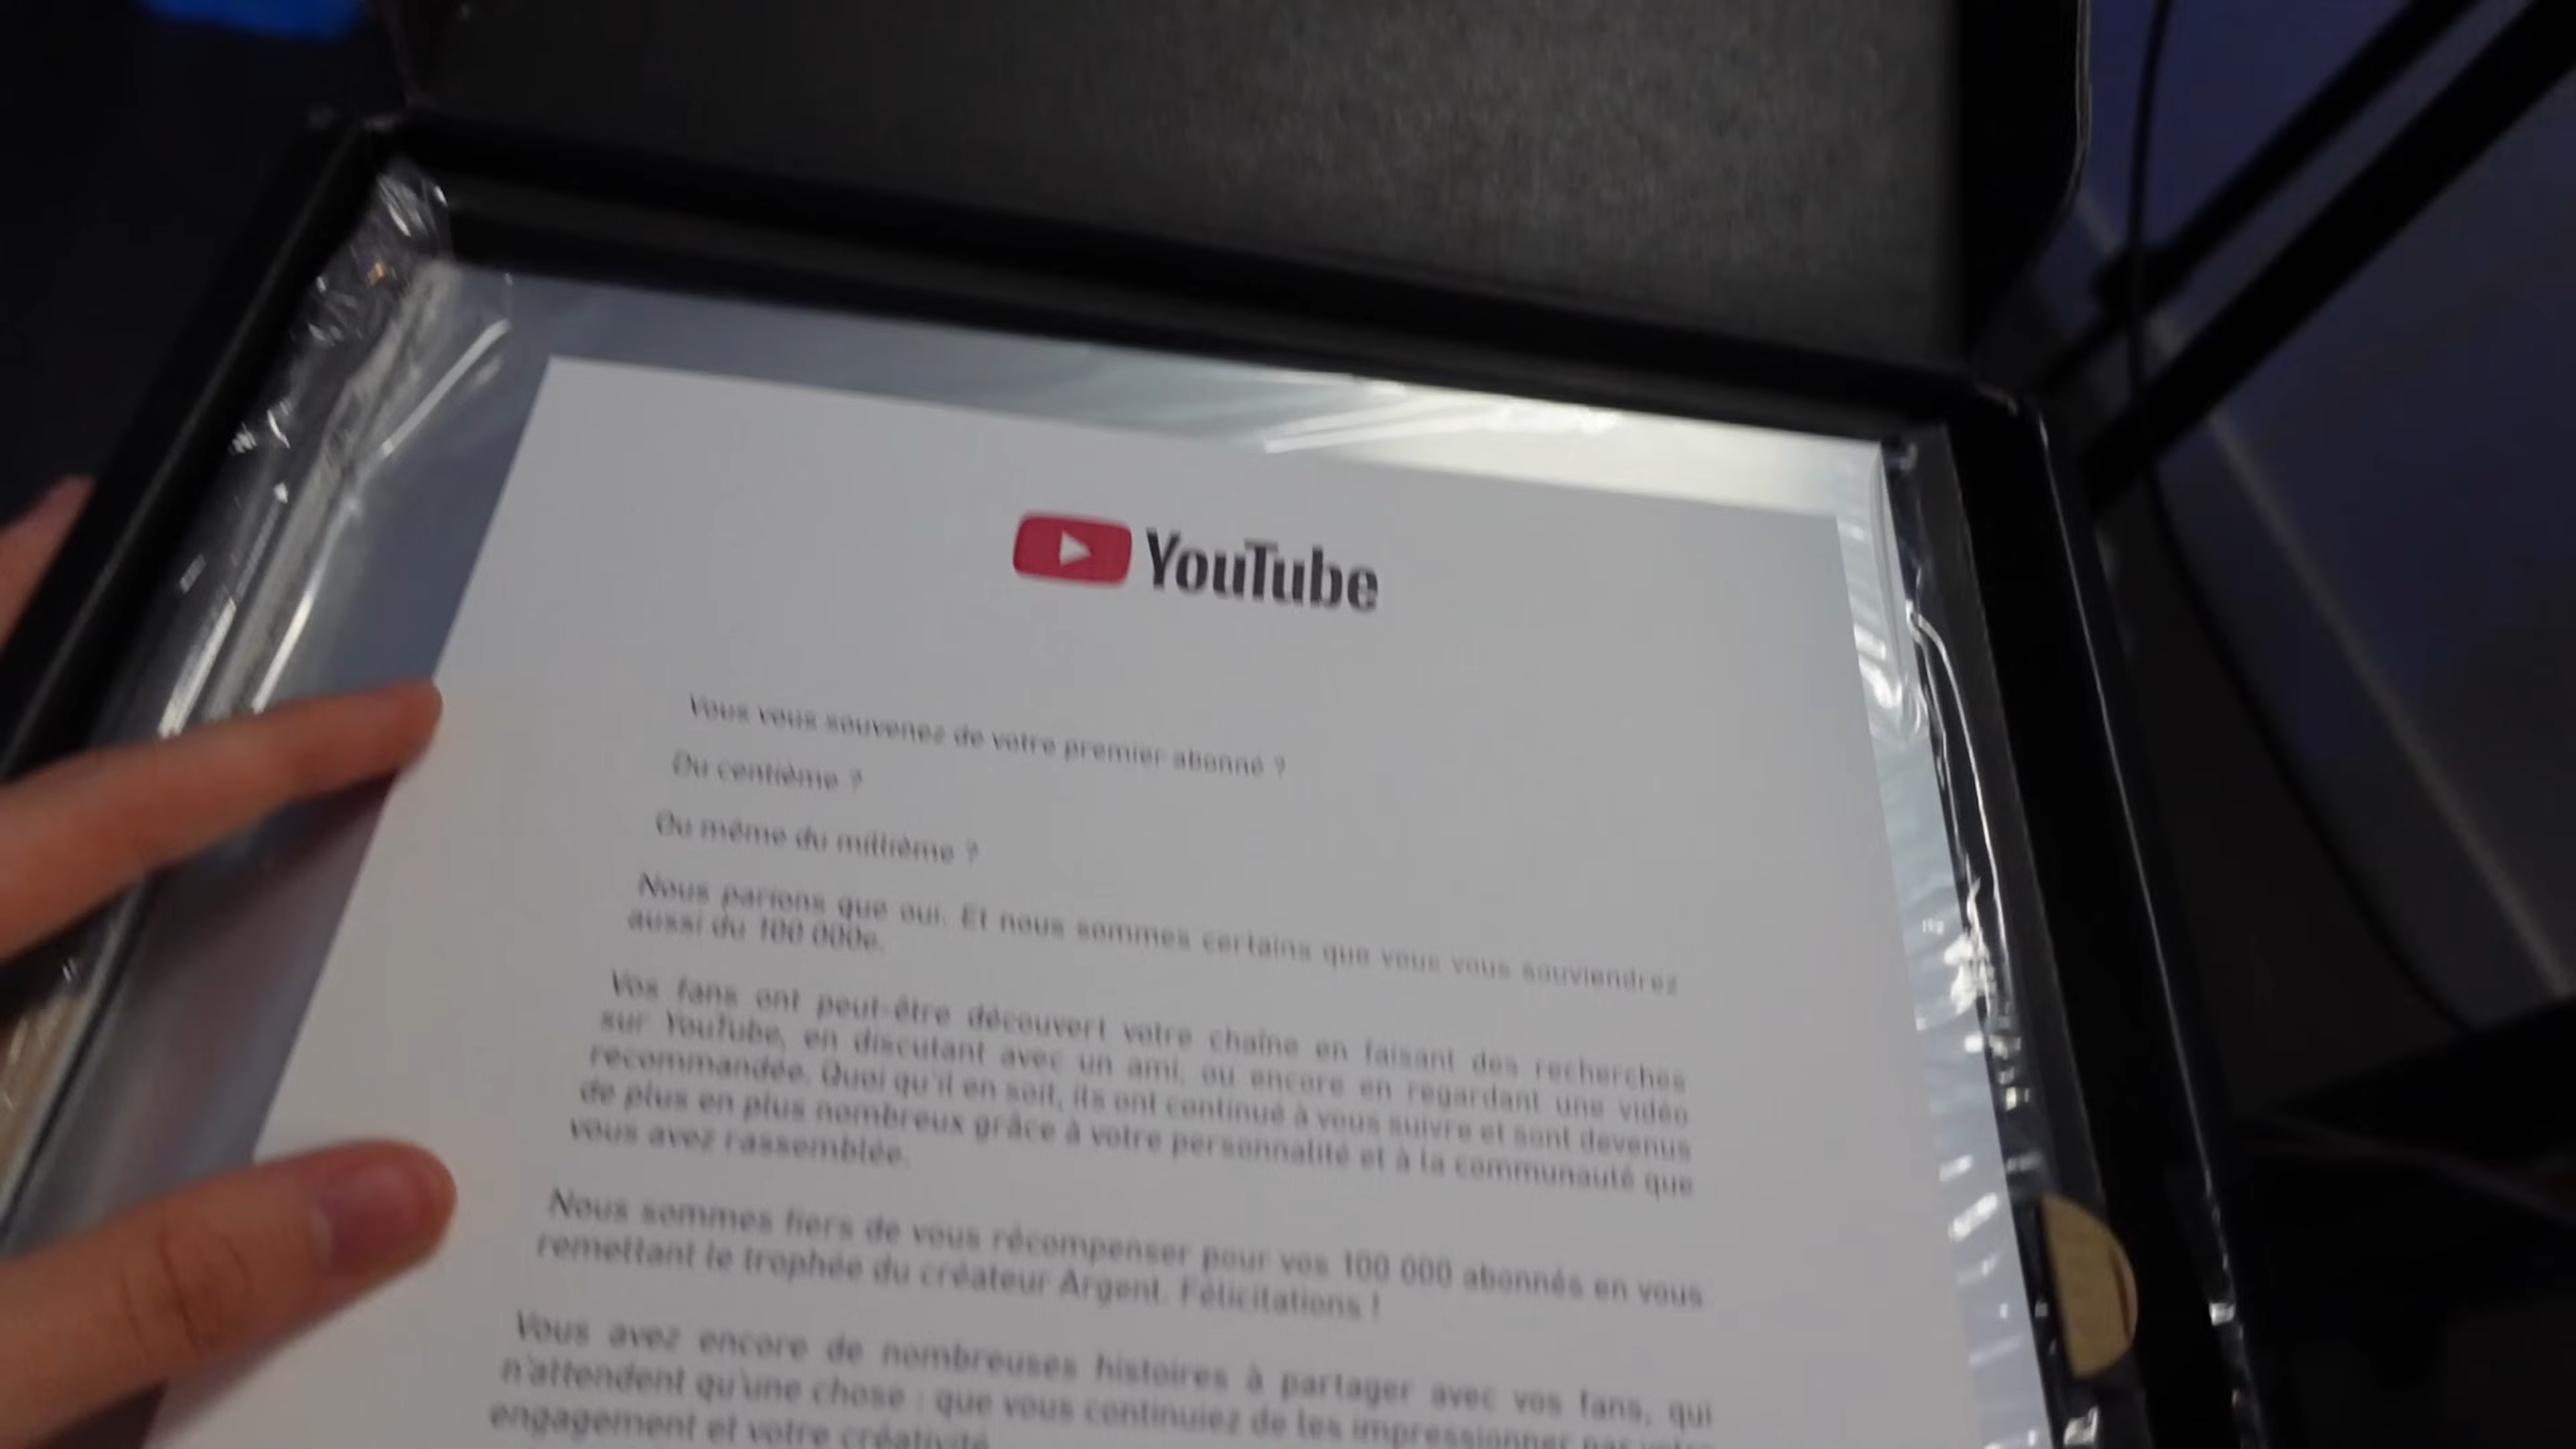 YouTube
Vous vous souvenez de votre premier abonné ?
Du centième ?
Ou même du millième ?
Nous parions que oui. Et nous sommes certains que vous vous souviendrez
aussi du 100 000e.
Vos fans ont peut-être découvert votre chaîne en faisant des recherches
sur YouTube, en discutant avec un ami, ou encore en regardant une vidéo
recommandée. Quoi qu'il en soit, ils ont continué à vous suivre et sont devenus
de plus en plus nombreux grâce à votre personnalité et à la communauté que
vous avez rassemblée.
Nous sommes fiers de vous récompenser pour vos 100 000 abonnés en vous
remettant le trophée du créateur Argent. Félicitations !
Vous avez encore de nombreuses histoires à partager avec vos fans, qui
n'attendent qu'une chose : que vous continuiez de les impressionner par votre
engagement et votre créativité.